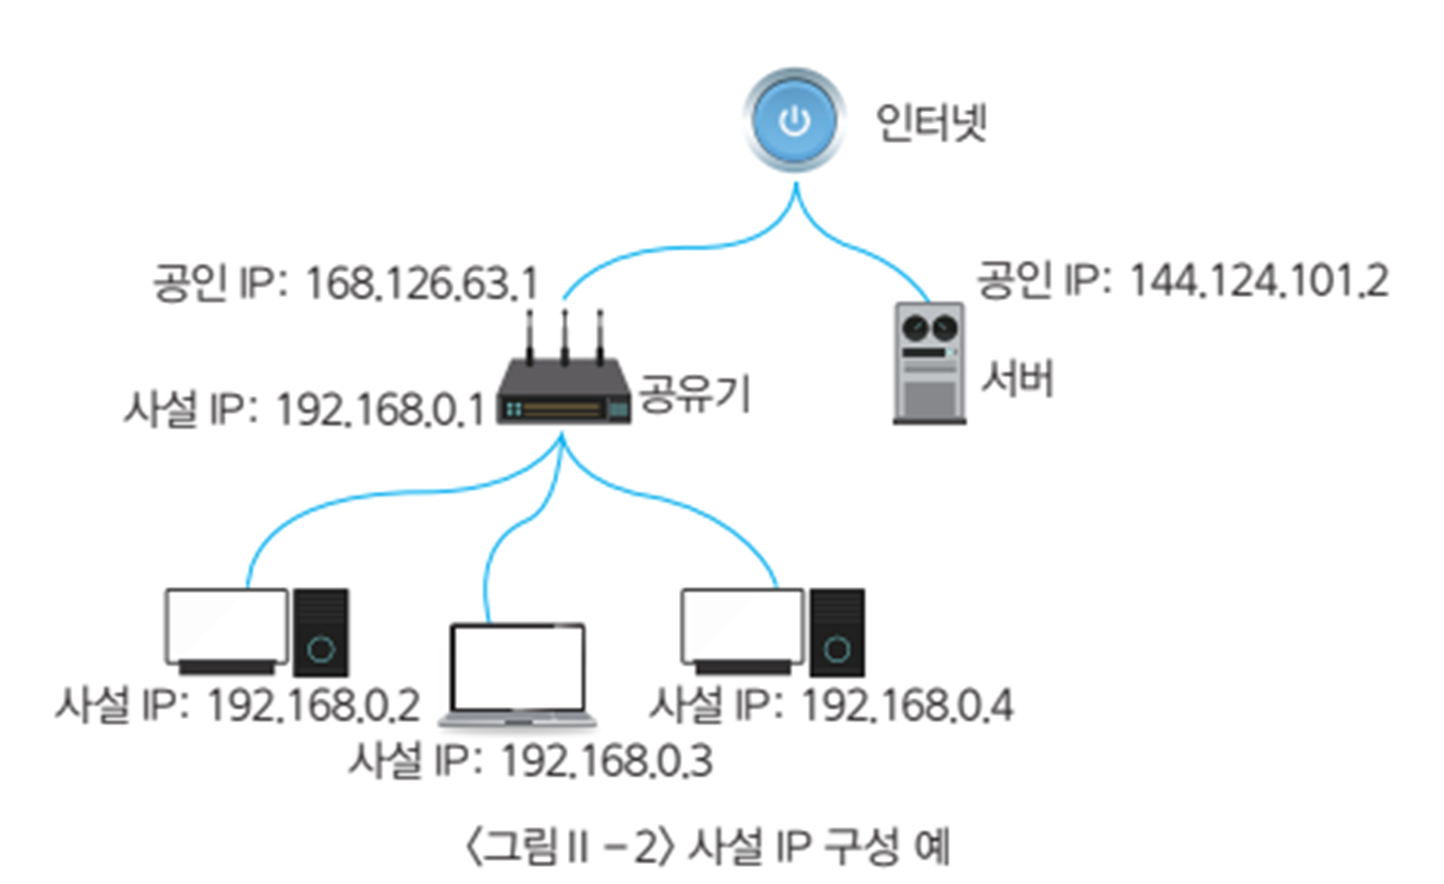 인터넷
공인 IP: 168.126.63.1
공인 IP: 144.124.101.2
사설 IP: 192.168.0.1
공유기
서버
사설 IP: 192.168.0.2
사설 IP: 192.168.0.4
사설 IP: 192.168.0.3
〈그림 Ⅱ - 2〉 사설 IP 구성 예